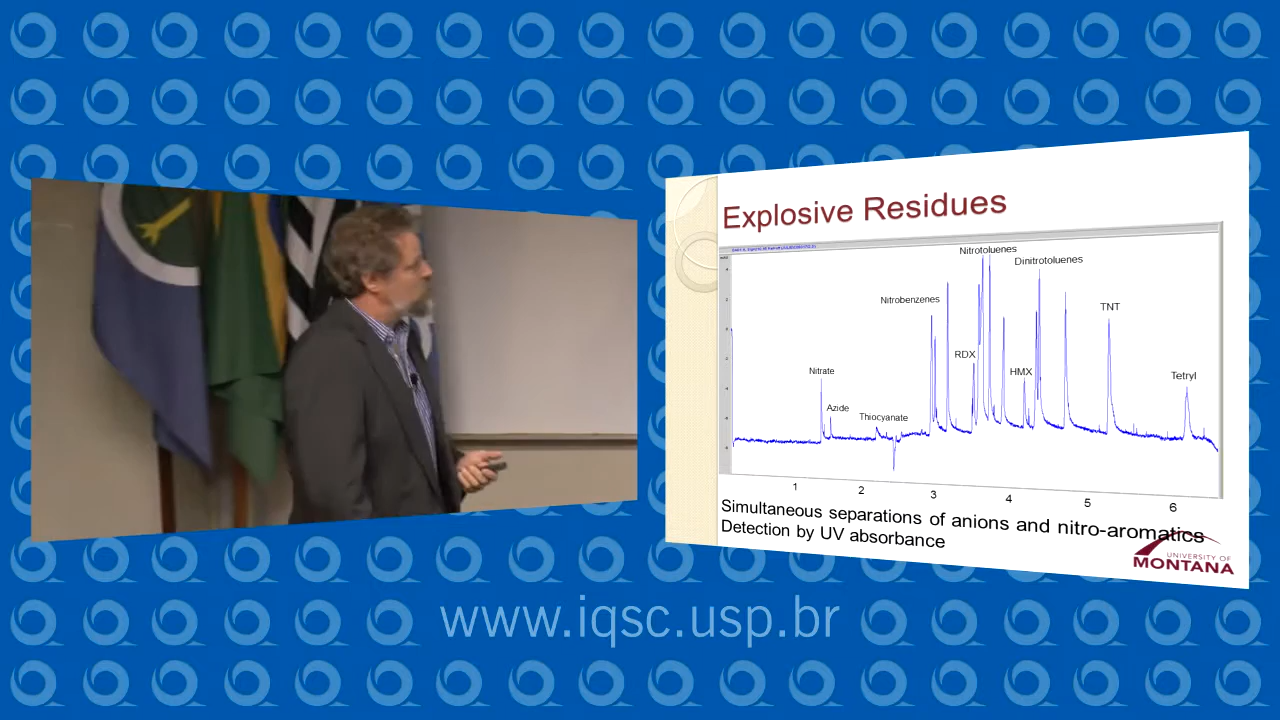 Explosive Residues
Nitrotoluenes
Dinitrotoluenes
Nitrobenzenes
TNT
RDX
Nitrate
HMX
Tetryl
Azide
Thiocyanate
1 2 3 4 5 6
Simultaneous separations of anions and nitro-aromatics
Detection by UV absorbance
UNIVERSITY OF
MONTANA
www.iqsc.usp.br